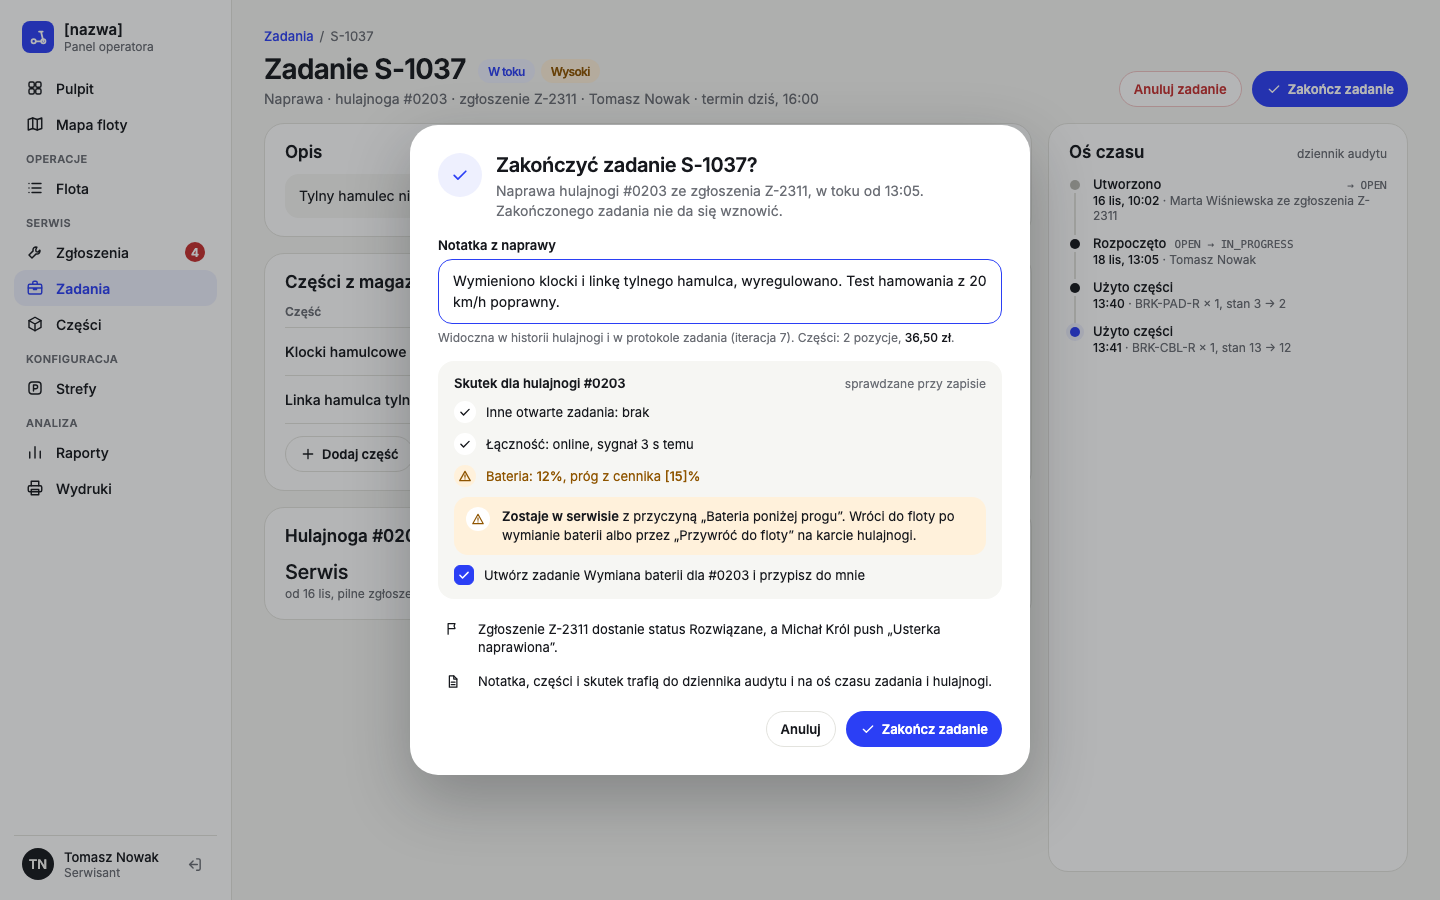 [nazwa]
Panel operatora
Pulpit
Mapa floty
OPERACJE
Flota
SERWIS
Zgłoszenia 4
Zadania
Części
KONFIGURACJA
Strefy
ANALIZA
Raporty
Wydruki
TN
Tomasz Nowak
Serwisant
Zadania / S-1037
Zadanie S-1037 W toku Wysoki
Naprawa · hulajnoga #0203 · zgłoszenie Z-2311 · Tomasz Nowak · termin dziś, 16:00
Anuluj zadanie
Zakończ zadanie
Opis
Tylny hamulec ni
Części z magaz
Część
Klocki hamulcowe
Linka hamulca tyln
Dodaj część
Hulajnoga #020
Serwis
od 16 lis, pilne zgłosze
Zakończyć zadanie S-1037?
Naprawa hulajnogi #0203 ze zgłoszenia Z-2311, w toku od 13:05.
Zakończonego zadania nie da się wznowić.
Notatka z naprawy
Wymieniono klocki i linkę tylnego hamulca, wyregulowano. Test hamowania z 20
km/h poprawny.
Widoczna w historii hulajnogi i w protokole zadania (iteracja 7). Części: 2 pozycje, 36,50 zł.
Skutek dla hulajnogi #0203 sprawdzane przy zapisie
Inne otwarte zadania: brak
Łączność: online, sygnał 3 s temu
Bateria: 12%, próg z cennika [15]%
Zostaje w serwisie z przyczyną „Bateria poniżej progu”. Wróci do floty po
wymianie baterii albo przez „Przywróć do floty” na karcie hulajnogi.
Utwórz zadanie Wymiana baterii dla #0203 i przypisz do mnie
Zgłoszenie Z-2311 dostanie status Rozwiązane, a Michał Król push „Usterka
naprawiona”.
Notatka, części i skutek trafią do dziennika audytu i na oś czasu zadania i hulajnogi.
Anuluj
Zakończ zadanie
Oś czasu dziennik audytu
Utworzono → OPEN
16 lis, 10:02 · Marta Wiśniewska ze zgłoszenia Z-
2311
Rozpoczęto OPEN → IN_PROGRESS
18 lis, 13:05 · Tomasz Nowak
Użyto części
13:40 · BRK-PAD-R × 1, stan 3 → 2
Użyto części
13:41 · BRK-CBL-R × 1, stan 13 → 12